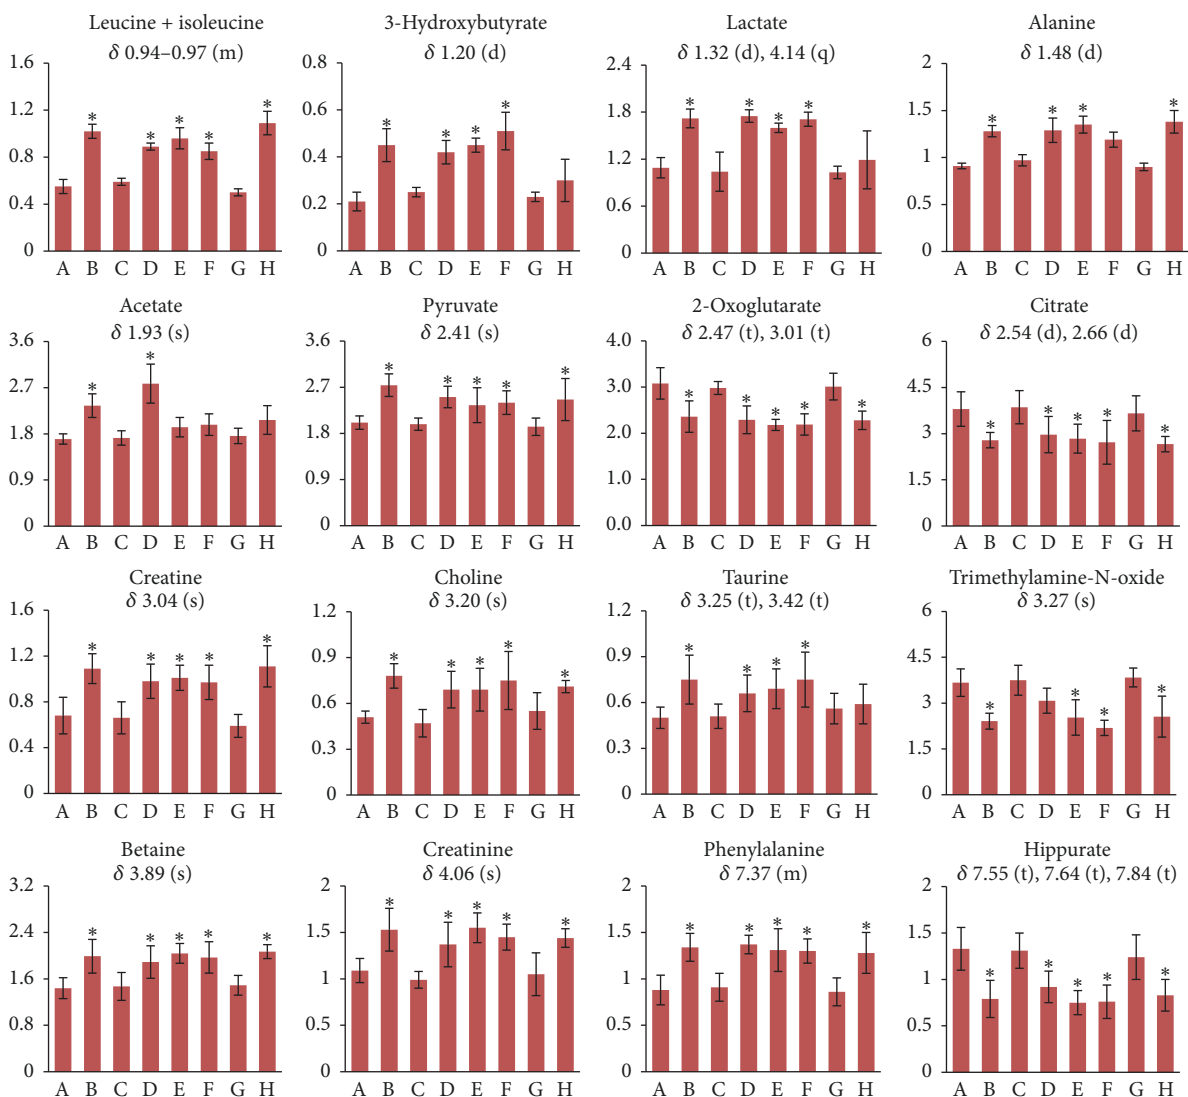 Leucine + isoleucine
δ 0.94–0.97 (m)
1.6
1.2
0.8
0.4
0
* * * * *
A B C D E F G H
3-Hydroxybutyrate
δ 1.20 (d)
0.8
0.6
0.4
0.2
0
* * * *
A B C D E F G H
Lactate
δ 1.32 (d), 4.14 (q)
2.4
1.8
1.2
0.6
0
* * * *
A B C D E F G H
Alanine
δ 1.48 (d)
2
1.5
1
0.5
0
* * * *
A B C D E F G H
Acetate
δ 1.93 (s)
3.6
2.7
1.8
0.9
0
* *
A B C D E F G H
Pyruvate
δ 2.41 (s)
3.6
2.7
1.8
0.9
0
* * * * *
A B C D E F G H
2-Oxoglutarate
δ 2.47 (t), 3.01 (t)
4.0
3.0
2.0
1.0
0.0
* * * * *
A B C D E F G H
Citrate
δ 2.54 (d), 2.66 (d)
6
4.5
3
1.5
0
* * * * *
A B C D E F G H
Creatine
δ 3.04 (s)
1.6
1.2
0.8
0.4
0
* * * * *
A B C D E F G H
Choline
δ 3.20 (s)
1.2
0.9
0.6
0.3
0
* * * * *
A B C D E F G H
Taurine
δ 3.25 (t), 3.42 (t)
1.2
0.9
0.6
0.3
0
* * * *
A B C D E F G H
Trimethylamine-N-oxide
δ 3.27 (s)
6
4.5
3
1.5
0
* * * *
A B C D E F G H
Betaine
δ 3.89 (s)
3.2
2.4
1.6
0.8
0
* * * * *
A B C D E F G H
Creatinine
δ 4.06 (s)
2
1.5
1
0.5
0
* * * * *
A B C D E F G H
Phenylalanine
δ 7.37 (m)
2
1.5
1
0.5
0
* * * * *
A B C D E F G H
Hippurate
δ 7.55 (t), 7.64 (t), 7.84 (t)
2
1.5
1
0.5
0
* * * * *
A B C D E F G H